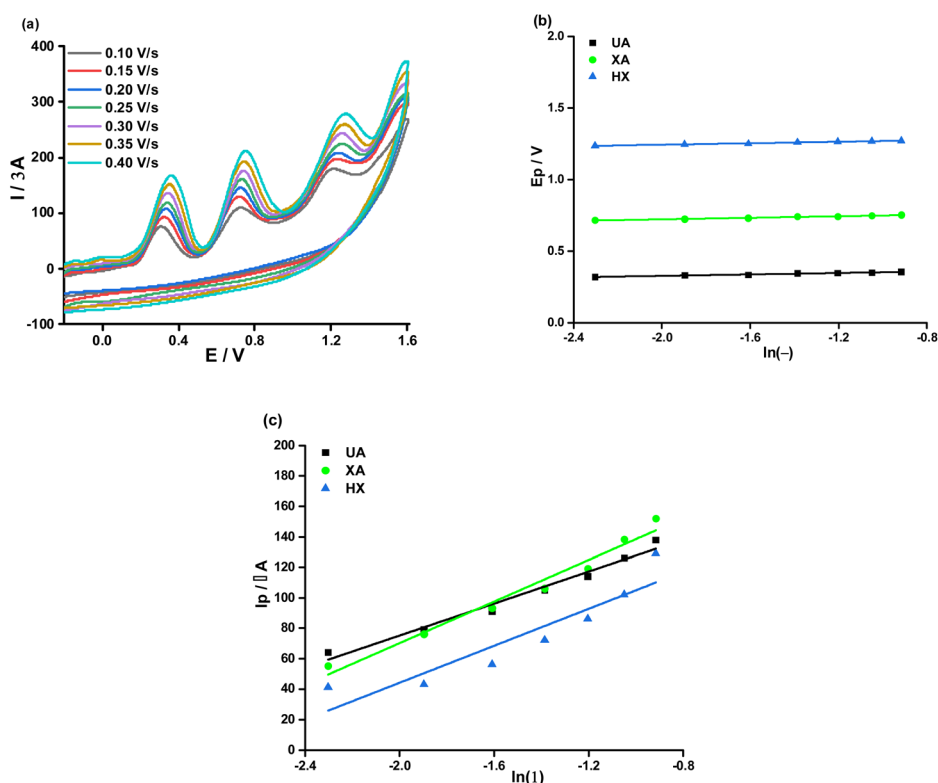 (a)
0.10 V/s
0.15 V/s
0.20 V/s
0.25 V/s
0.30 V/s
0.35 V/s
0.40 V/s
I / 3A
400
300
200
100
0
-100
0.0 0.4 0.8 1.2 1.6
E / V
(b)
UA
XA
HX
Ep / V
2.0
1.5
1.0
0.5
0.0
-2.4 -2.0 -1.6 -1.2 -0.8
ln(–)
(c)
UA
XA
HX
Ip / ▯A
200
180
160
140
120
100
80
60
40
20
0
-2.4 -2.0 -1.6 -1.2 -0.8
ln(1)